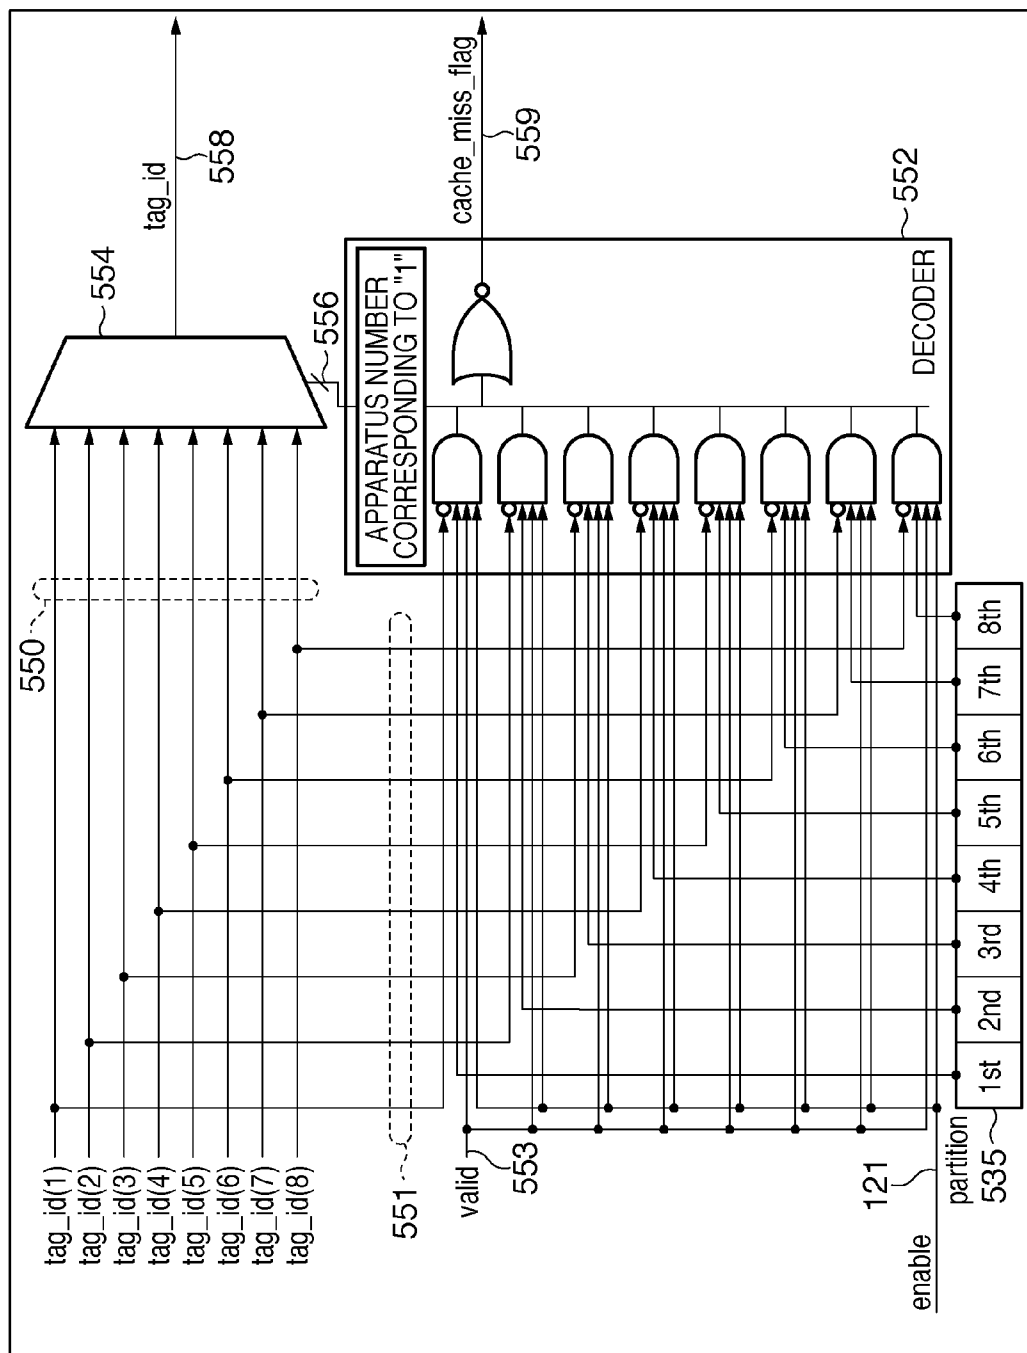 tag_id(1)
tag_id(2)
tag_id(3)
tag_id(4)
tag_id(5)
tag_id(6)
tag_id(7)
tag_id(8)
550
554
tag_id
558
556
551
APPARATUS NUMBER
CORRESPONDING TO "1"
cache_miss_flag
559
552
DECODER
valid
553
121
enable
partition
535
1st
2nd
3rd
4th
5th
6th
7th
8th